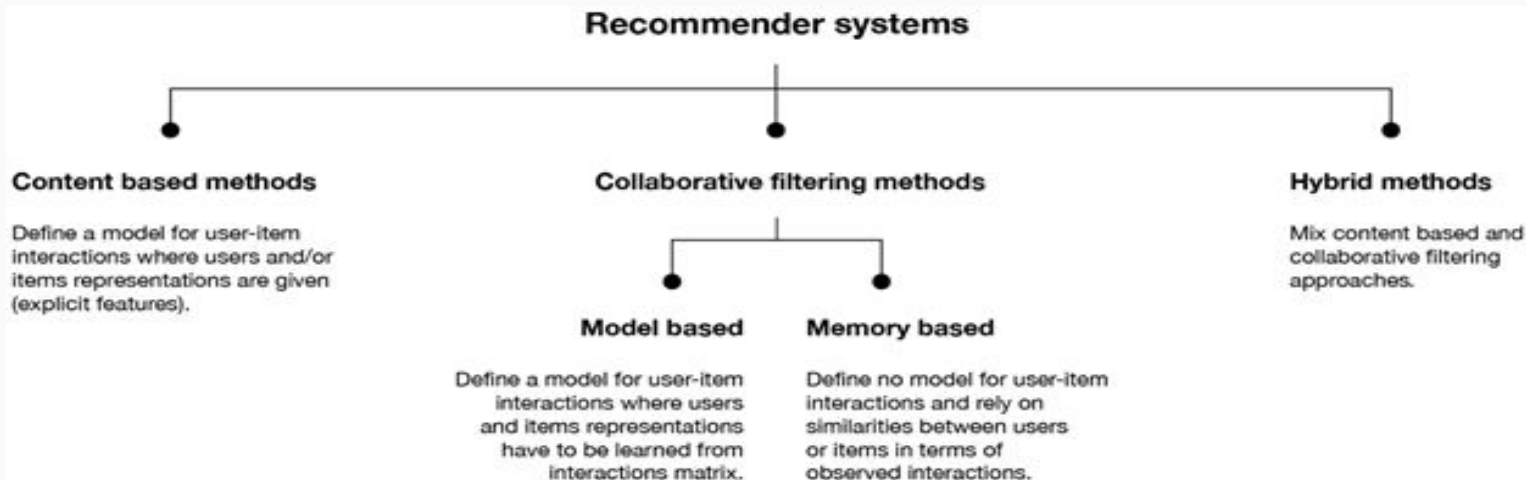 Recommender systems
Content based methods
Define a model for user-item
interactions where users and/or
items representations are given
(explicit features).
Collaborative filtering methods
Model based
Define a model for user-item
interactions where users
and items representations
have to be learned from
interactions matrix.
Memory based
Define no model for user-item
interactions and rely on
similarities between users
or items in terms of
observed interactions.
Hybrid methods
Mix content based and
collaborative filtering
approaches.